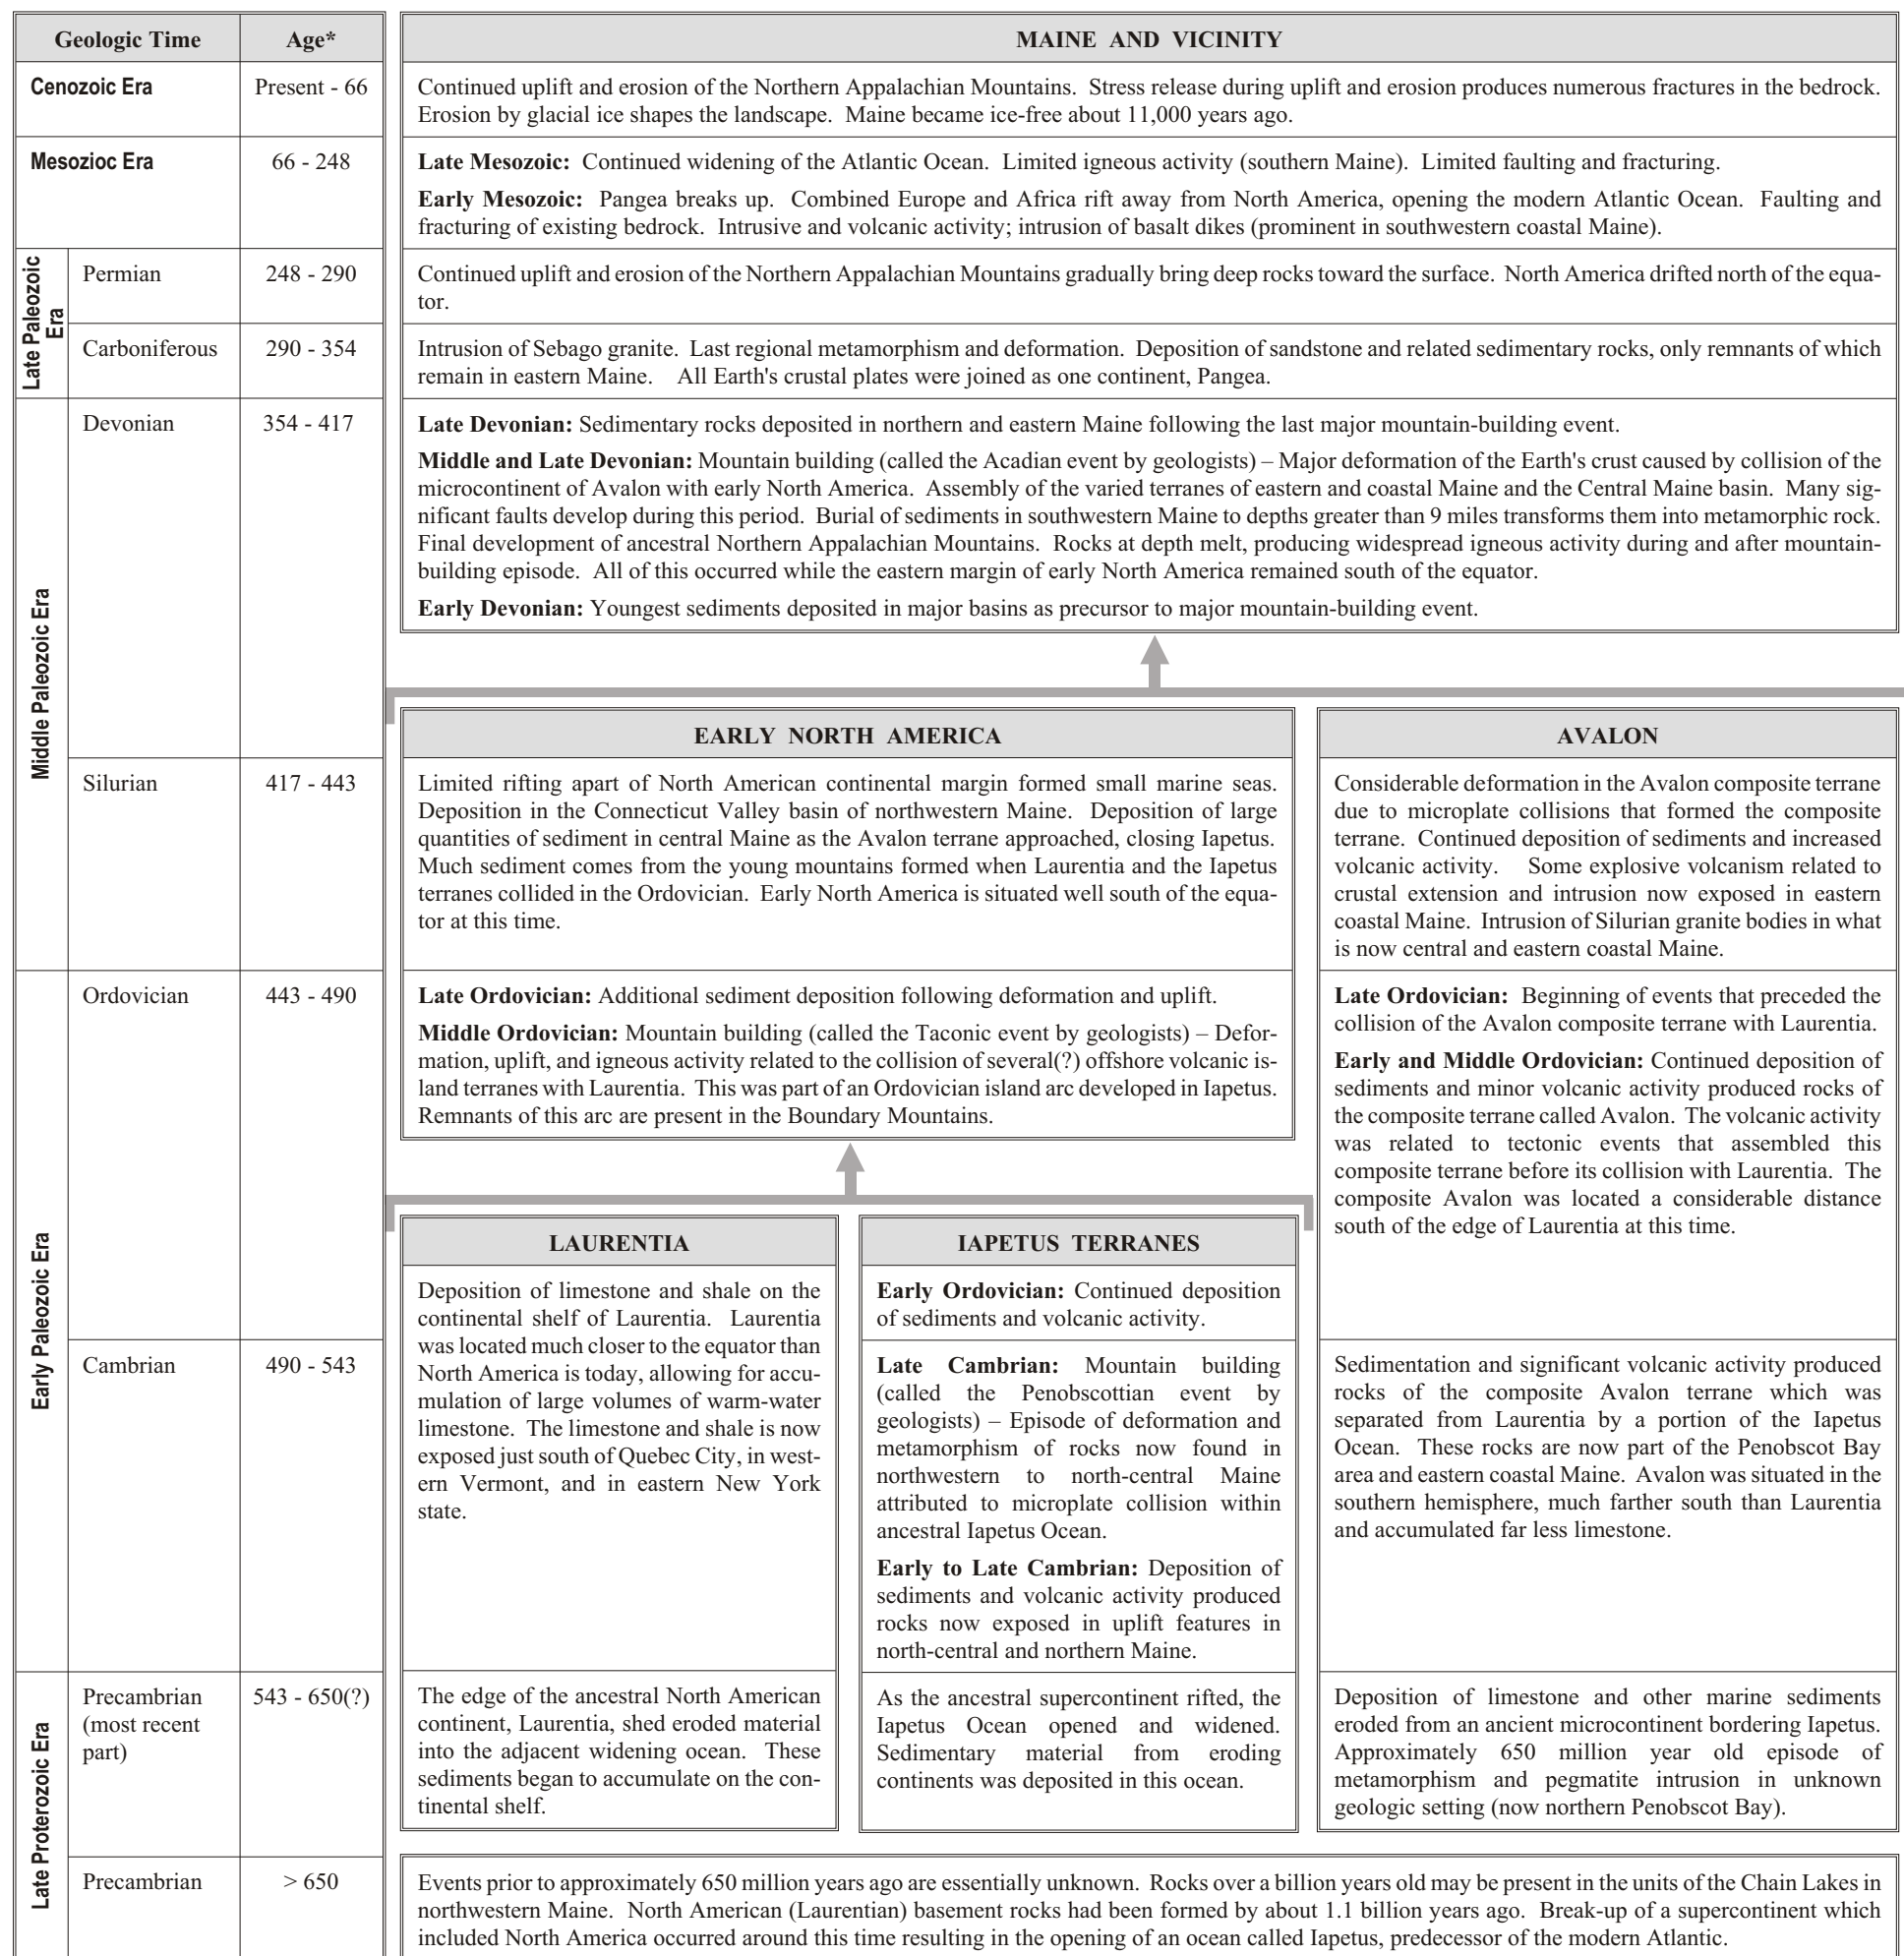 Geologic Time
Age*
MAINE AND VICINITY
Cenozoic Era
Present - 66
Continued uplift and erosion of the Northern Appalachian Mountains. Stress release during uplift and erosion produces numerous fractures in the bedrock.
Erosion by glacial ice shapes the landscape. Maine became ice-free about 11,000 years ago.
Mesozioc Era
66 - 248
Late Mesozoic: Continued widening of the Atlantic Ocean. Limited igneous activity (southern Maine). Limited faulting and fracturing.
Early Mesozoic: Pangea breaks up. Combined Europe and Africa rift away from North America, opening the modern Atlantic Ocean. Faulting and
fracturing of existing bedrock. Intrusive and volcanic activity; intrusion of basalt dikes (prominent in southwestern coastal Maine).
Late Paleozoic
Era
Permian
248 - 290
Continued uplift and erosion of the Northern Appalachian Mountains gradually bring deep rocks toward the surface. North America drifted north of the equa-
tor.
Carboniferous
290 - 354
Intrusion of Sebago granite. Last regional metamorphism and deformation. Deposition of sandstone and related sedimentary rocks, only remnants of which
remain in eastern Maine. All Earth's crustal plates were joined as one continent, Pangea.
Middle Paleozoic Era
Devonian
354 - 417
Late Devonian: Sedimentary rocks deposited in northern and eastern Maine following the last major mountain-building event.
Middle and Late Devonian: Mountain building (called the Acadian event by geologists) – Major deformation of the Earth's crust caused by collision of the
microcontinent of Avalon with early North America. Assembly of the varied terranes of eastern and coastal Maine and the Central Maine basin. Many sig-
nificant faults develop during this period. Burial of sediments in southwestern Maine to depths greater than 9 miles transforms them into metamorphic rock.
Final development of ancestral Northern Appalachian Mountains. Rocks at depth melt, producing widespread igneous activity during and after mountain-
building episode. All of this occurred while the eastern margin of early North America remained south of the equator.
Early Devonian: Youngest sediments deposited in major basins as precursor to major mountain-building event.
EARLY NORTH AMERICA
AVALON
Silurian
417 - 443
Limited rifting apart of North American continental margin formed small marine seas.
Deposition in the Connecticut Valley basin of northwestern Maine. Deposition of large
quantities of sediment in central Maine as the Avalon terrane approached, closing Iapetus.
Much sediment comes from the young mountains formed when Laurentia and the Iapetus
terranes collided in the Ordovician. Early North America is situated well south of the equa-
tor at this time.
Considerable deformation in the Avalon composite terrane
due to microplate collisions that formed the composite
terrane. Continued deposition of sediments and increased
volcanic activity. Some explosive volcanism related to
crustal extension and intrusion now exposed in eastern
coastal Maine. Intrusion of Silurian granite bodies in what
is now central and eastern coastal Maine.
Early Paleozoic Era
Ordovician
443 - 490
Late Ordovician: Additional sediment deposition following deformation and uplift.
Middle Ordovician: Mountain building (called the Taconic event by geologists) – Defor-
mation, uplift, and igneous activity related to the collision of several(?) offshore volcanic is-
land terranes with Laurentia. This was part of an Ordovician island arc developed in Iapetus.
Remnants of this arc are present in the Boundary Mountains.
Late Ordovician: Beginning of events that preceded the
collision of the Avalon composite terrane with Laurentia.
Early and Middle Ordovician: Continued deposition of
sediments and minor volcanic activity produced rocks of
the composite terrane called Avalon. The volcanic activity
was related to tectonic events that assembled this
composite terrane before its collision with Laurentia. The
composite Avalon was located a considerable distance
south of the edge of Laurentia at this time.
LAURENTIA
Deposition of limestone and shale on the
continental shelf of Laurentia. Laurentia
was located much closer to the equator than
North America is today, allowing for accu-
mulation of large volumes of warm-water
limestone. The limestone and shale is now
exposed just south of Quebec City, in west-
ern Vermont, and in eastern New York
state.
IAPETUS TERRANES
Early Ordovician: Continued deposition
of sediments and volcanic activity.
Cambrian
490 - 543
Late Cambrian: Mountain building
(called the Penobscottian event by
geologists) – Episode of deformation and
metamorphism of rocks now found in
northwestern to north-central Maine
attributed to microplate collision within
ancestral Iapetus Ocean.
Early to Late Cambrian: Deposition of
sediments and volcanic activity produced
rocks now exposed in uplift features in
north-central and northern Maine.
Sedimentation and significant volcanic activity produced
rocks of the composite Avalon terrane which was
separated from Laurentia by a portion of the Iapetus
Ocean. These rocks are now part of the Penobscot Bay
area and eastern coastal Maine. Avalon was situated in the
southern hemisphere, much farther south than Laurentia
and accumulated far less limestone.
Late Proterozoic Era
Precambrian
(most recent
part)
543 - 650(?)
The edge of the ancestral North American
continent, Laurentia, shed eroded material
into the adjacent widening ocean. These
sediments began to accumulate on the con-
tinental shelf.
As the ancestral supercontinent rifted, the
Iapetus Ocean opened and widened.
Sedimentary material from eroding
continents was deposited in this ocean.
Deposition of limestone and other marine sediments
eroded from an ancient microcontinent bordering Iapetus.
Approximately 650 million year old episode of
metamorphism and pegmatite intrusion in unknown
geologic setting (now northern Penobscot Bay).
Precambrian
> 650
Events prior to approximately 650 million years ago are essentially unknown. Rocks over a billion years old may be present in the units of the Chain Lakes in
northwestern Maine. North American (Laurentian) basement rocks had been formed by about 1.1 billion years ago. Break-up of a supercontinent which
included North America occurred around this time resulting in the opening of an ocean called Iapetus, predecessor of the modern Atlantic.